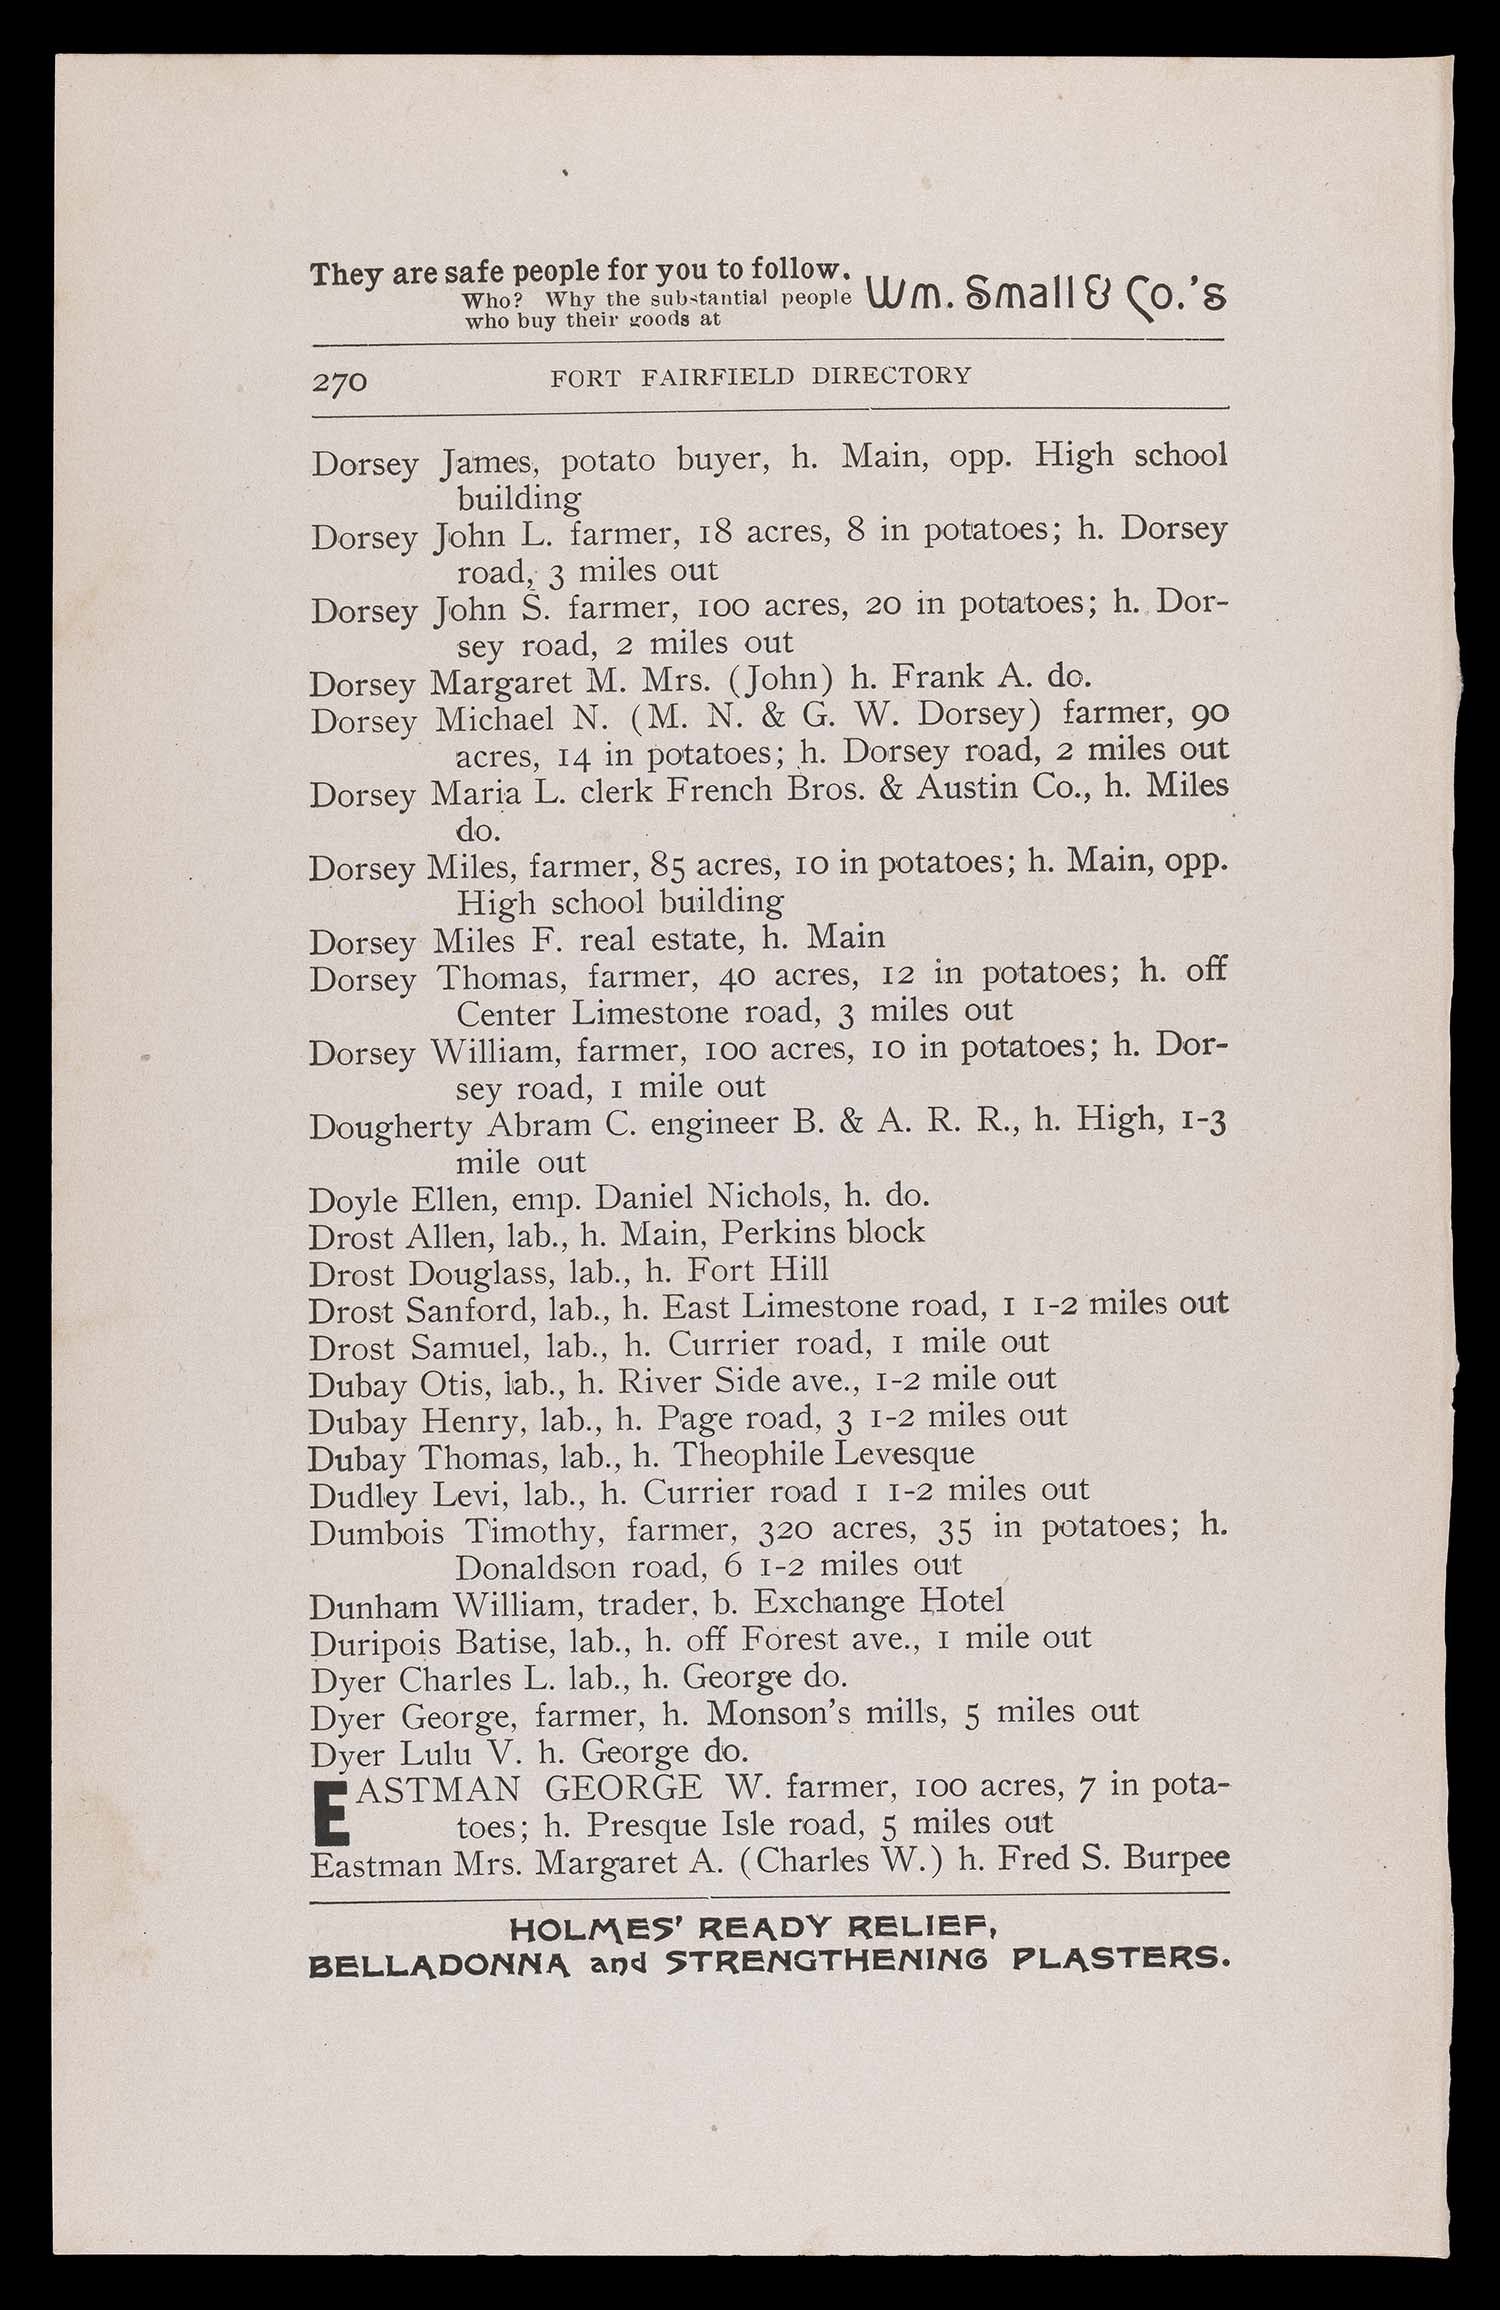 They are safe people for you to follow.
Who? Why the substantial people
who buy their goods at
Wm. Small & Co.'s
270 FORT FAIRFIELD DIRECTORY
Dorsey James, potato buyer, h. Main, opp. High school
building
Dorsey John L. farmer, 18 acres, 8 in potatoes; h. Dorsey
road, 3 miles out
Dorsey John S. farmer, 100 acres, 20 in potatoes; h. Dor-
sey road, 2 miles out
Dorsey Margaret M. Mrs. (John) h. Frank A. do.
Dorsey Michael N. (M. N. & G. W. Dorsey) farmer, 90
acres, 14 in potatoes; h. Dorsey road, 2 miles out
Dorsey Maria L. clerk French Bros. & Austin Co., h. Miles
do.
Dorsey Miles, farmer, 85 acres, 10 in potatoes; h. Main, opp.
High school building
Dorsey Miles F. real estate, h. Main
Dorsey Thomas, farmer, 40 acres, 12 in potatoes; h. off
Center Limestone road, 3 miles out
Dorsey William, farmer, 100 acres, 10 in potatoes; h. Dor-
sey road, 1 mile out
Dougherty Abram C. engineer B. & A. R. R., h. High, 1-3
mile out
Doyle Ellen, emp. Daniel Nichols, h. do.
Drost Allen, lab., h. Main, Perkins block
Drost Douglass, lab., h. Fort Hill
Drost Sanford, lab., h. East Limestone road, 1 1-2 miles out
Drost Samuel, lab., h. Currier road, 1 mile out
Dubay Otis, lab., h. River Side ave., 1-2 mile out
Dubay Henry, lab., h. Page road, 3 1-2 miles out
Dubay Thomas, lab., h. Theophile Levesque
Dudley Levi, lab., h. Currier road 1 1-2 miles out
Dumbois Timothy, farmer, 320 acres, 35 in potatoes; h.
Donaldson road, 6 1-2 miles out
Dunham William, trader, b. Exchange Hotel
Duripois Batise, lab., h. off Forest ave., 1 mile out
Dyer Charles L. lab., h. George do.
Dyer George, farmer, h. Monson's mills, 5 miles out
Dyer Lulu V. h. George do.
EASTMAN GEORGE W. farmer, 100 acres, 7 in pota-
toes; h. Presque Isle road, 5 miles out
Eastman Mrs. Margaret A. (Charles W.) h. Fred S. Burpee
HOLMES' READY RELIEF,
BELLADONNA and STRENGTHENING PLASTERS.